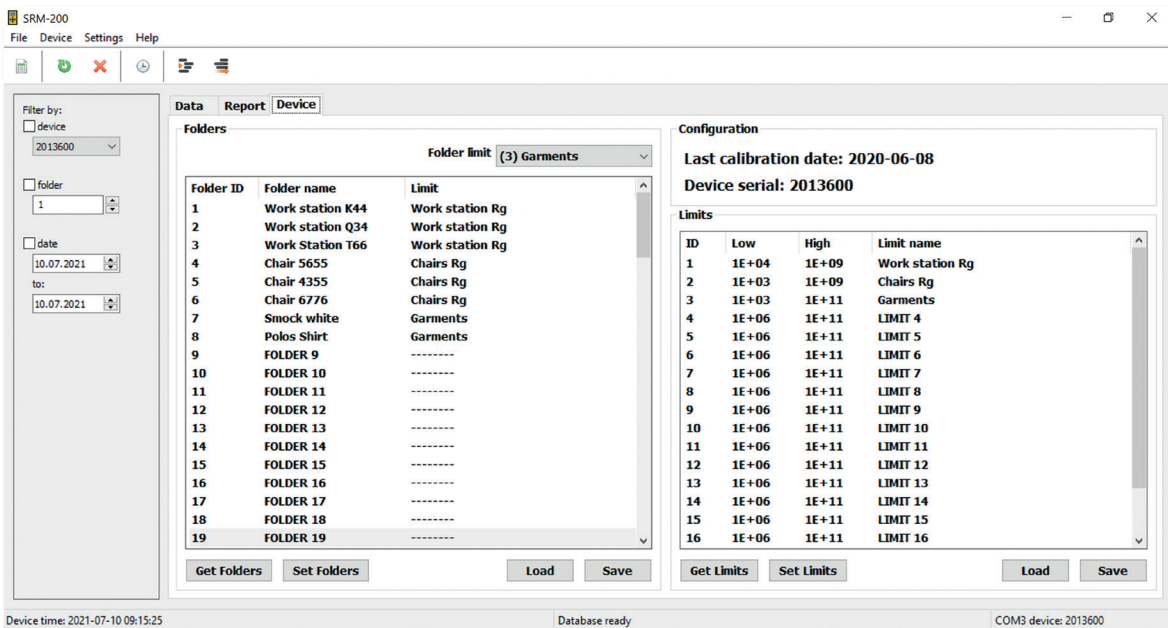 SRM-200
File Device Settings Help
Filter by:
device
2013600
folder
1
date
10.07.2021
to:
10.07.2021
Data Report Device
Folders
Folder limit (3) Garments
Folder ID Folder name Limit
1 Work station K44 Work station Rg
2 Work station Q34 Work station Rg
3 Work Station T66 Work station Rg
4 Chair 5655 Chairs Rg
5 Chair 4355 Chairs Rg
6 Chair 6776 Chairs Rg
7 Smock white Garments
8 Polos Shirt Garments
9 FOLDER 9 --------
10 FOLDER 10 --------
11 FOLDER 11 --------
12 FOLDER 12 --------
13 FOLDER 13 --------
14 FOLDER 14 --------
15 FOLDER 15 --------
16 FOLDER 16 --------
17 FOLDER 17 --------
18 FOLDER 18 --------
19 FOLDER 19 --------
Get Folders Set Folders Load Save
Configuration
Last calibration date: 2020-06-08
Device serial: 2013600
Limits
ID Low High Limit name
1 1E+04 1E+09 Work station Rg
2 1E+03 1E+09 Chairs Rg
3 1E+03 1E+11 Garments
4 1E+06 1E+11 LIMIT 4
5 1E+06 1E+11 LIMIT 5
6 1E+06 1E+11 LIMIT 6
7 1E+06 1E+11 LIMIT 7
8 1E+06 1E+11 LIMIT 8
9 1E+06 1E+11 LIMIT 9
10 1E+06 1E+11 LIMIT 10
11 1E+06 1E+11 LIMIT 11
12 1E+06 1E+11 LIMIT 12
13 1E+06 1E+11 LIMIT 13
14 1E+06 1E+11 LIMIT 14
15 1E+06 1E+11 LIMIT 15
16 1E+06 1E+11 LIMIT 16
Get Limits Set Limits Load Save
Device time: 2021-07-10 09:15:25 Database ready COM3 device: 2013600